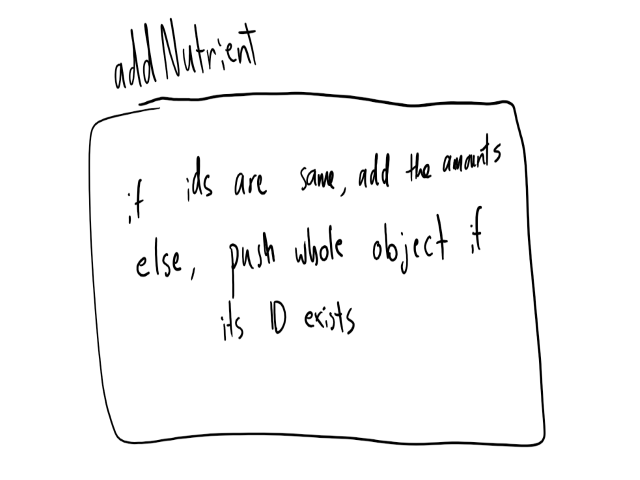 addNutrient
if ids are same, add the amounts
else, push whole object if
its ID exists